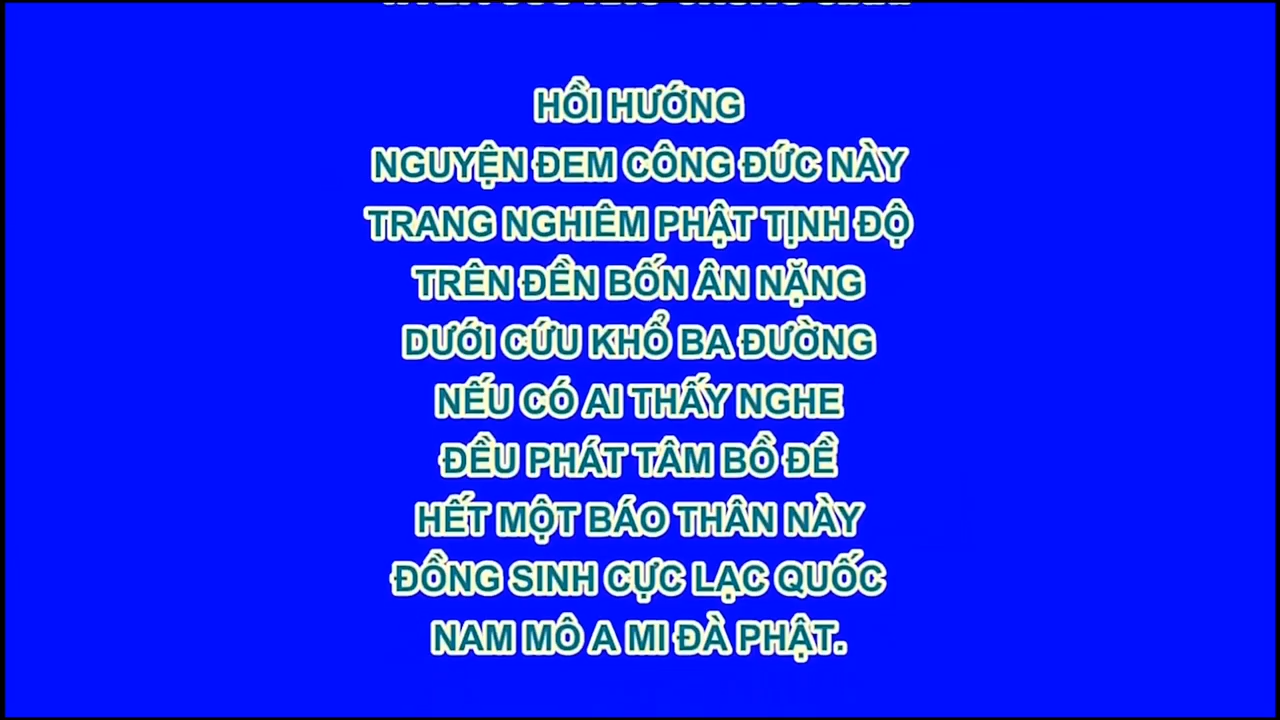 HỒI HƯỚNG
NGUYỆN ĐEM CÔNG ĐỨC NÀY
TRANG NGHIÊM PHẬT TỊNH ĐỘ
TRÊN ĐỀN BỐN ÂN NẶNG
DƯỚI CỨU KHỔ BA ĐƯỜNG
NẾU CÓ AI THẤY NGHE
ĐỀU PHÁT TÂM BỒ ĐỀ
HẾT MỘT BÁO THÂN NÀY
ĐỒNG SINH CỰC LẠC QUỐC
NAM MÔ A MI ĐÀ PHẬT.